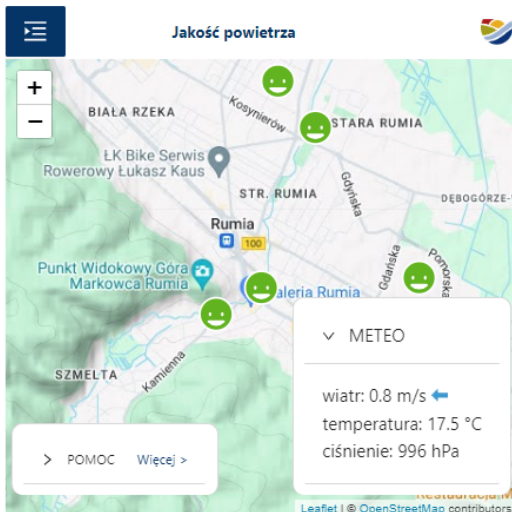 Jakość powietrza
+
−
BIAŁA RZEKA
Kosynierów
STARA RUMIA
ŁK Bike Serwis
Rowerowy Łukasz Kaus
STR. RUMIA
Gdyńska
DĘBOGÓRZE-
Rumia
100
Gdańska
Pomorska
Punkt Widokowy Góra
Markowca Rumia
aleria Rumia
METEO
SZMELTA
Kamienna
wiatr: 0.8 m/s
temperatura: 17.5 °C
ciśnienie: 996 hPa
POMOC Więcej >
Restauracja M
Leaflet | © OpenStreetMap contributors